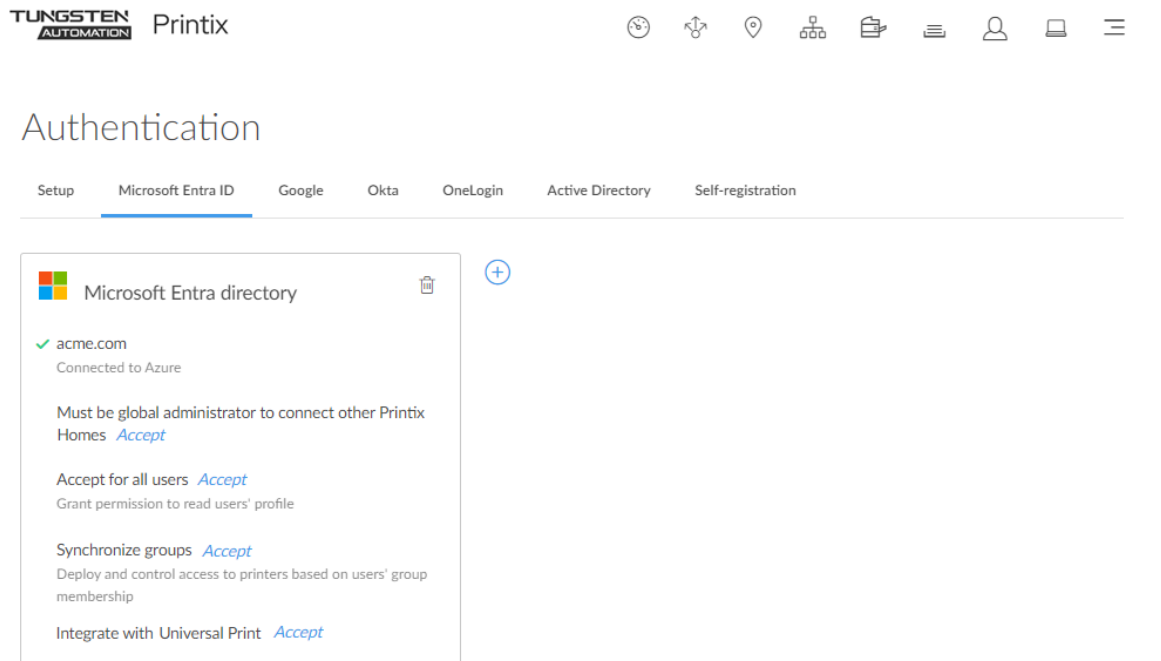 TUNGSTEN
AUTOMATION
Printix
Authentication
Setup
Microsoft Entra ID
Google
Okta
OneLogin
Active Directory
Self-registration
Microsoft Entra directory
acme.com
Connected to Azure
Must be global administrator to connect other Printix
Homes Accept
Accept for all users Accept
Grant permission to read users' profile
Synchronize groups Accept
Deploy and control access to printers based on users' group
membership
Integrate with Universal Print Accept